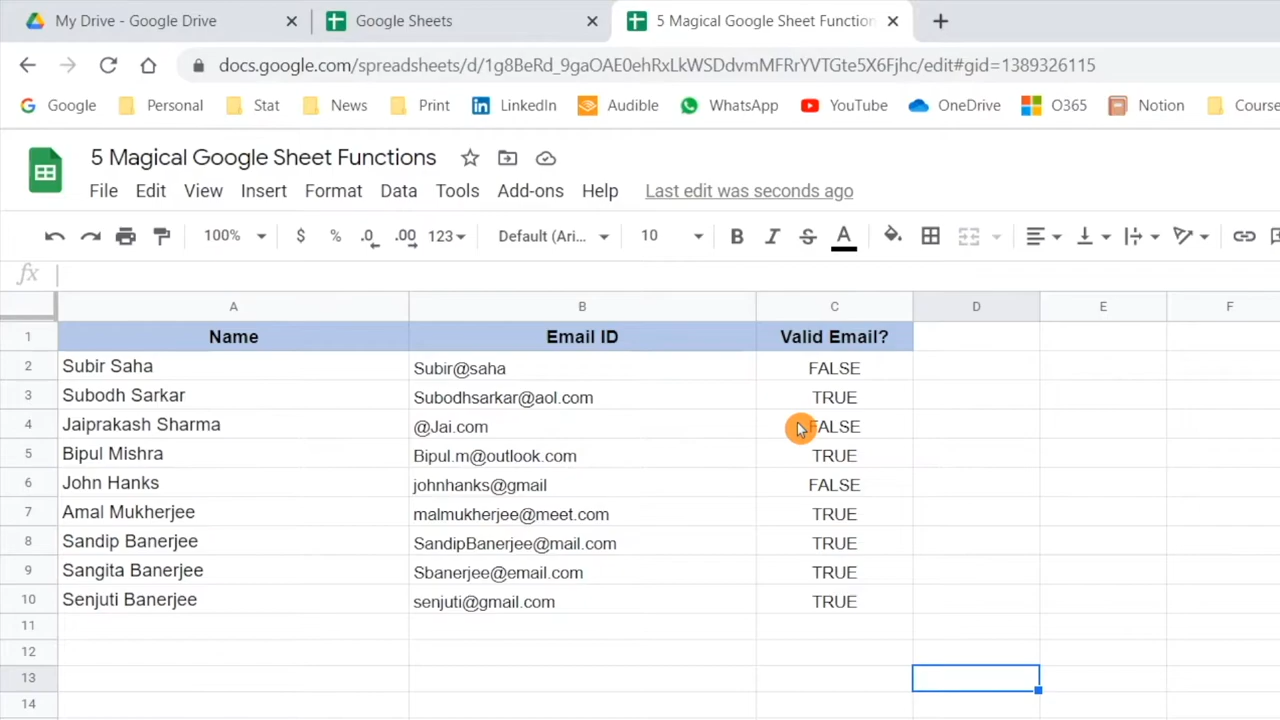 My Drive - Google Drive Google Sheets 5 Magical Google Sheet Function
docs.google.com/spreadsheets/d/1g8BeRd_9gaOAE0ehRxLkWSDdvmMFRrYVTGte5X6Fjhc/edit#gid=1389326115
Google Personal Stat News Print LinkedIn Audible WhatsApp YouTube OneDrive O365 Notion Course
5 Magical Google Sheet Functions
File Edit View Insert Format Data Tools Add-ons Help Last edit was seconds ago
100% $ % .0 .00 123 Default (Ari... 10 B I S A
fx
A B C D E F
1 Name Email ID Valid Email?
2 Subir Saha Subir@saha FALSE
3 Subodh Sarkar Subodhsarkar@aol.com TRUE
4 Jaiprakash Sharma @Jai.com FALSE
5 Bipul Mishra Bipul.m@outlook.com TRUE
6 John Hanks johnhanks@gmail FALSE
7 Amal Mukherjee malmukherjee@meet.com TRUE
8 Sandip Banerjee SandipBanerjee@mail.com TRUE
9 Sangita Banerjee Sbanerjee@email.com TRUE
10 Senjuti Banerjee senjuti@gmail.com TRUE
11
12
13
14